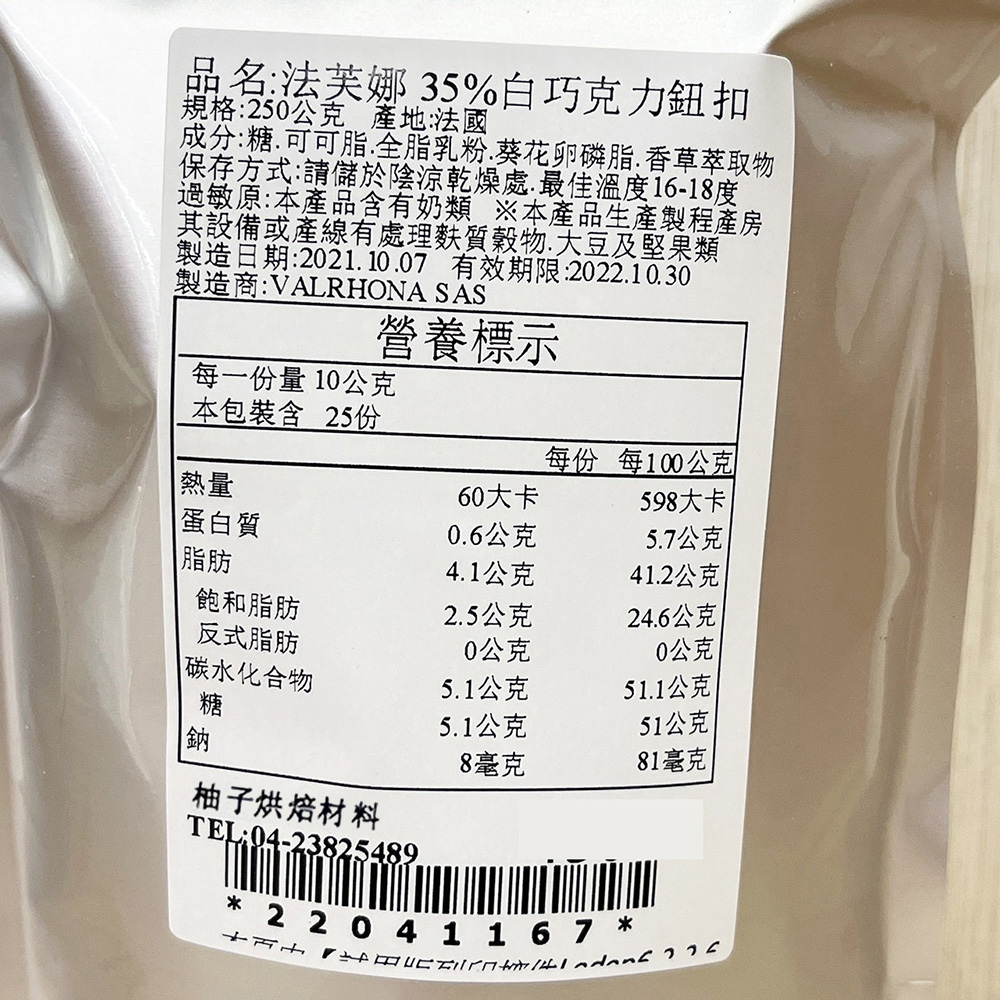 品名:法芙娜 35%白巧克力鈕扣
規格:250公克 產地:法國
成分:糖.可可脂.全脂乳粉.葵花卵磷脂.香草萃取物
保存方式:請儲於陰涼乾燥處.最佳溫度16-18度
過敏原:本產品含有奶類 ※本產品生產製程產房
其設備或產線有處理麩質穀物.大豆及堅果類
製造日期:2021.10.07 有效期限:2022.10.30
製造商:VALRHONA SAS
營養標示
每一份量 10公克
本包裝含 25份
每份 每100公克
熱量 60大卡 598大卡
蛋白質 0.6公克 5.7公克
脂肪 4.1公克 41.2公克
飽和脂肪 2.5公克 24.6公克
反式脂肪 0公克 0公克
碳水化合物 5.1公克 51.1公克
糖 5.1公克 51公克
鈉 8毫克 81毫克
柚子烘焙材料
TEL:04-23825489
*22041167*